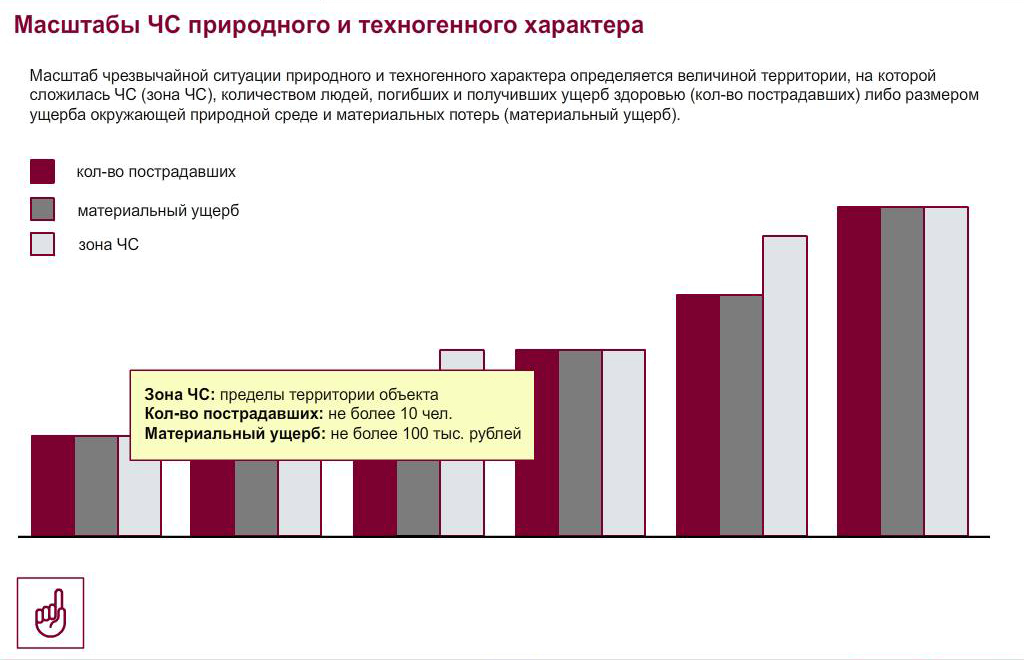 Масштабы ЧС природного и техногенного характера
Масштаб чрезвычайной ситуации природного и техногенного характера определяется величиной территории, на которой
сложилась ЧС (зона ЧС), количеством людей, погибших и получивших ущерб здоровью (кол-во пострадавших) либо размером
ущерба окружающей природной среде и материальных потерь (материальный ущерб).
кол-во пострадавших
материальный ущерб
зона ЧС
Зона ЧС: пределы территории объекта
Кол-во пострадавших: не более 10 чел.
Материальный ущерб: не более 100 тыс. рублей